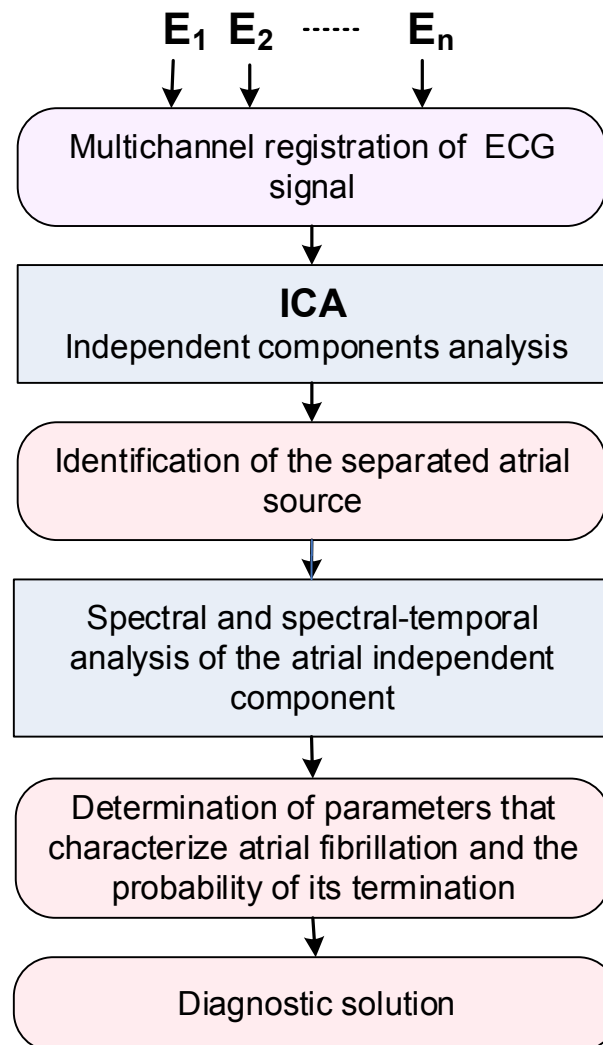 E1 E2 ------ En
Multichannel registration of ECG
signal
ICA
Independent components analysis
Identification of the separated atrial
source
Spectral and spectral-temporal
analysis of the atrial independent
component
Determination of parameters that
characterize atrial fibrillation and the
probability of its termination
Diagnostic solution